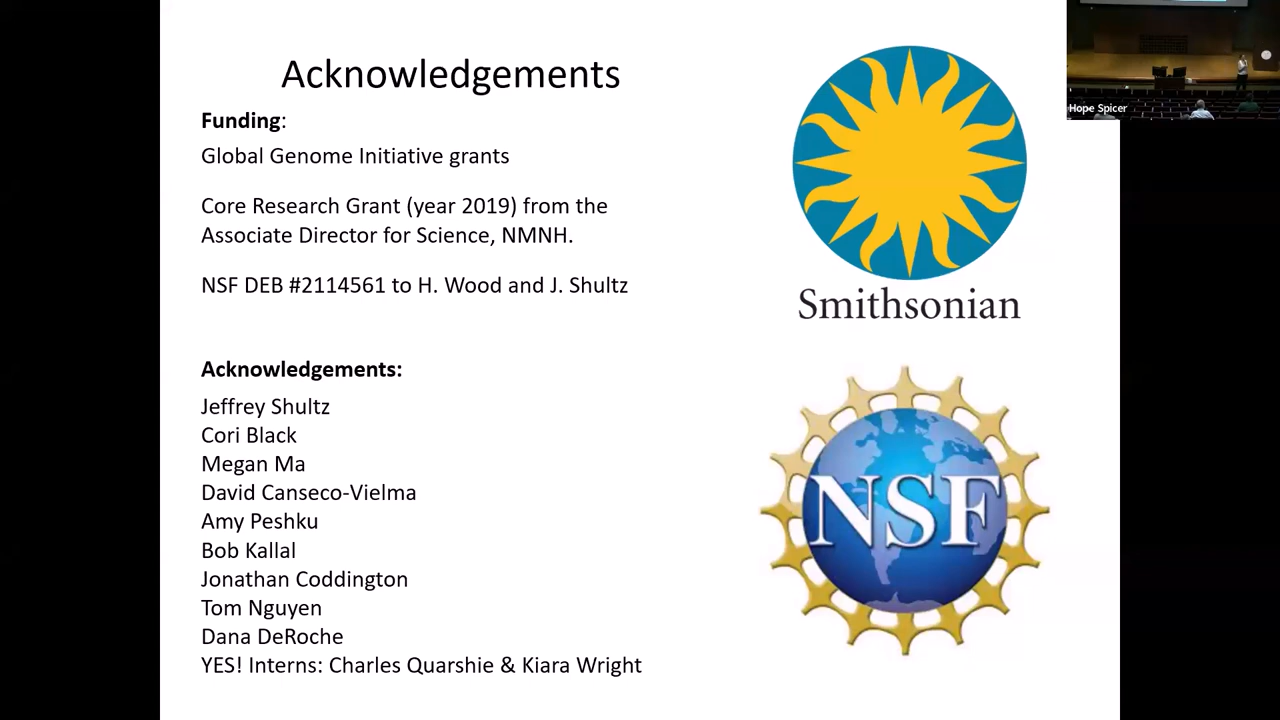 Acknowledgements
Funding:
Global Genome Initiative grants
Core Research Grant (year 2019) from the
Associate Director for Science, NMNH.
NSF DEB #2114561 to H. Wood and J. Shultz
Acknowledgements:
Jeffrey Shultz
Cori Black
Megan Ma
David Canseco-Vielma
Amy Peshku
Bob Kallal
Jonathan Coddington
Tom Nguyen
Dana DeRoche
YES! Interns: Charles Quarshie & Kiara Wright
Smithsonian
NSF
Hope Spicer